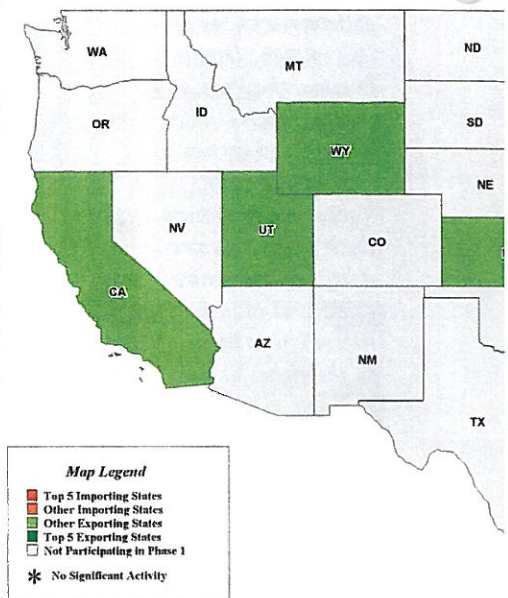 WA
MT
ND
OR
ID
SD
WY
NE
NV
UT
CO
CA
AZ
NM
TX
Map Legend
Top 5 Importing States
Other Importing States
Other Exporting States
Top 5 Exporting States
Not Participating in Phase 1
* No Significant Activity